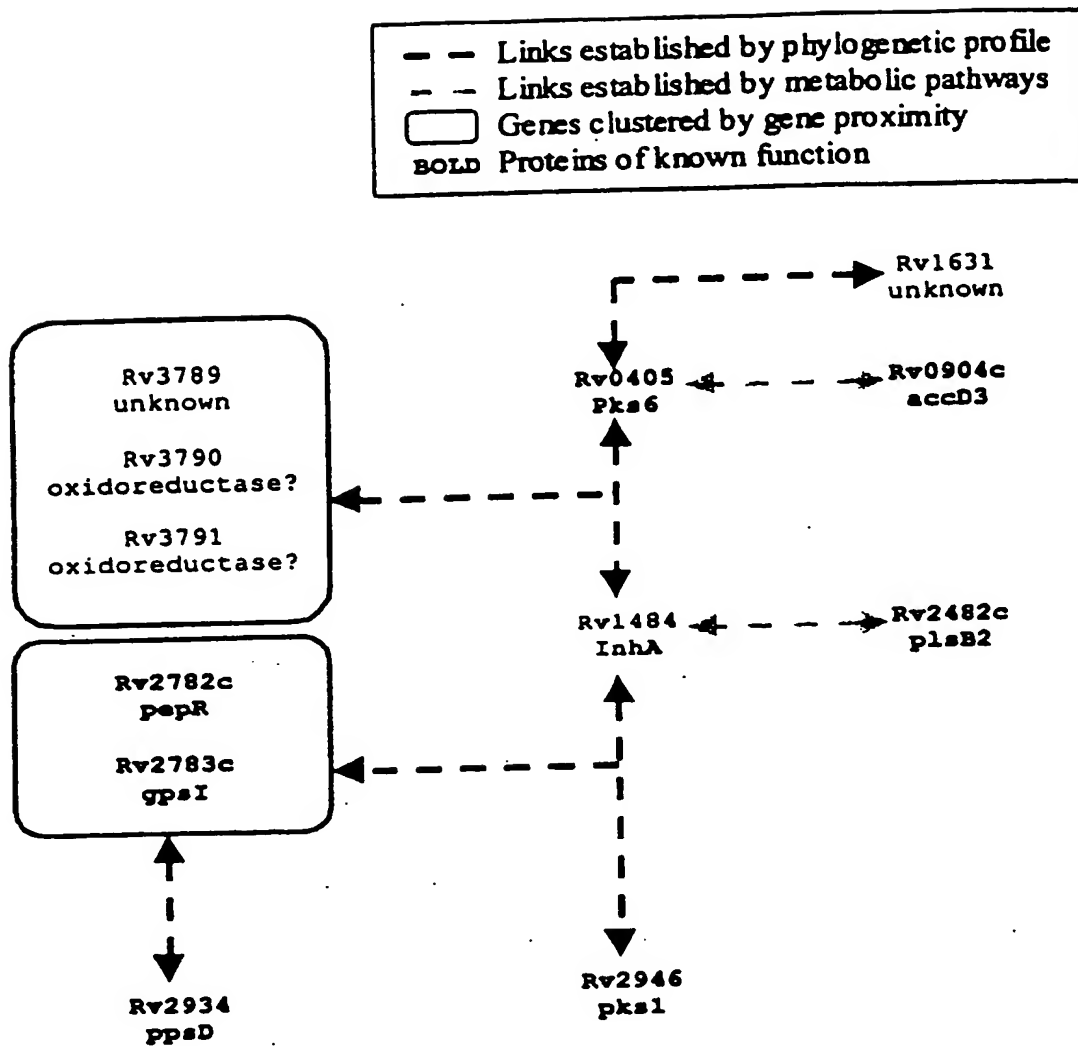 Links established by phylogenetic profile
Links established by metabolic pathways
Genes clustered by gene proximity
BOLD Proteins of known function
Rv1631
unknown
Rv3789
unknown
Rv3790
oxidoreductase?
Rv3791
oxidoreductase?
Rv0405
Pks6
Rv0904c
accD3
Rv1484
InhA
Rv2482c
plsB2
Rv2782c
pepR
Rv2783c
gpsI
Rv2934
ppsD
Rv2946
pks1